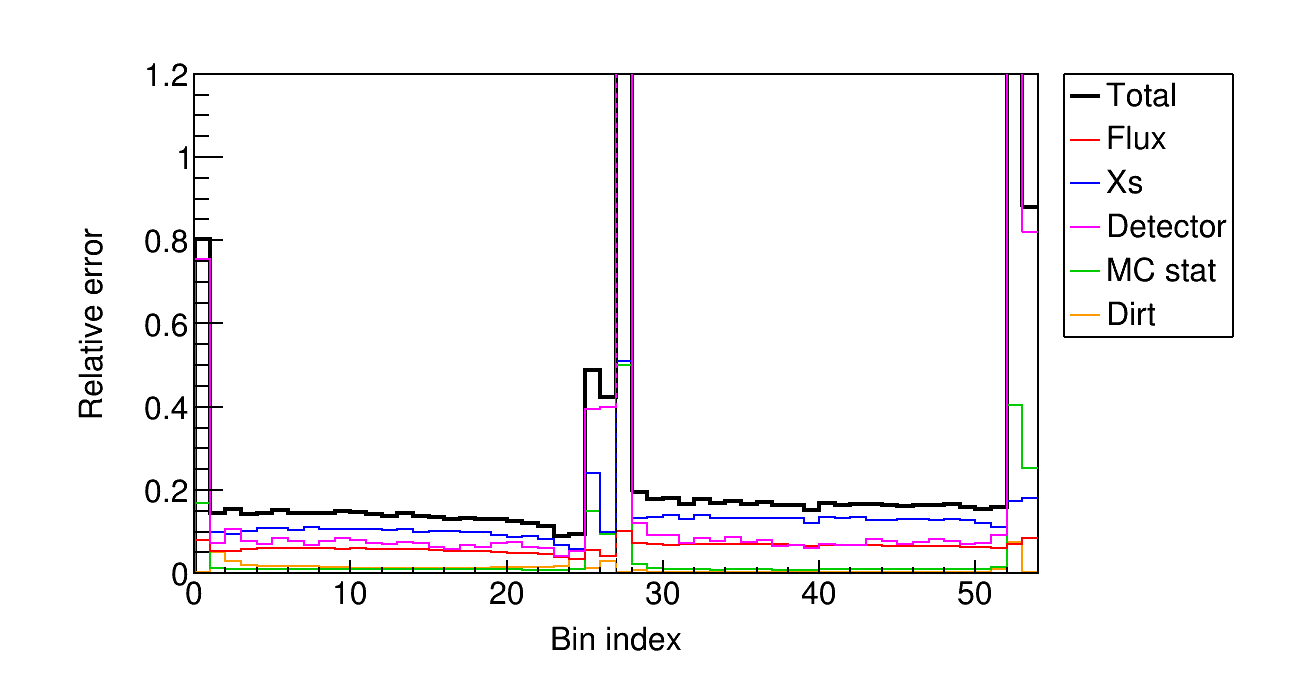 1.2
1
0.8
0.6
0.4
0.2
0
Relative error
0 10 20 30 40 50
Bin index
Total
Flux
Xs
Detector
MC stat
Dirt